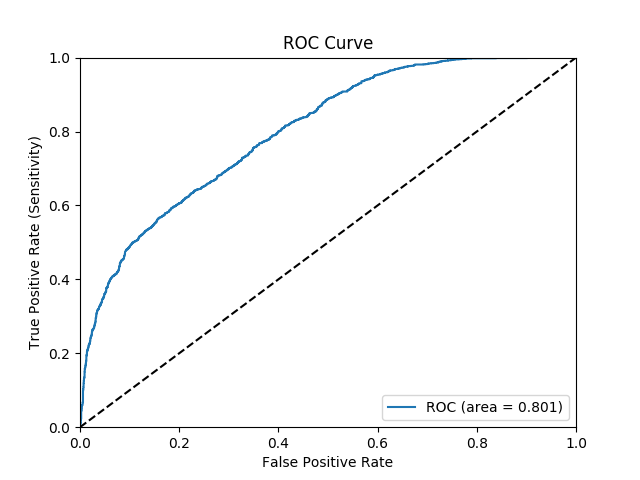 ROC Curve
1.0
0.8
0.6
0.4
0.2
0.0
True Positive Rate (Sensitivity)
ROC (area = 0.801)
0.0 0.2 0.4 0.6 0.8 1.0
False Positive Rate